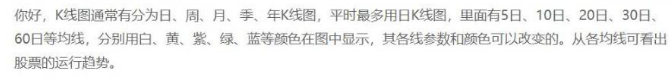 你好，K线图通常有分为日、周、月、季、年K线图，平时最多用日K线图，里面有5日、10日、20日、30日、
60日等均线，分别用白、黄、紫、绿、蓝等颜色在图中显示，其各线参数和颜色可以改变的。从各均线可看出
股票的运行趋势。